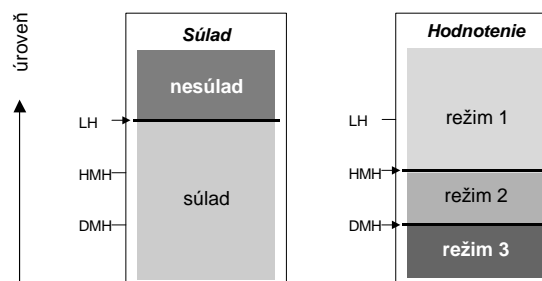 úroveň
Súlad
nesúlad
LH
HMH
súlad
DMH
Hodnotenie
LH
režim 1
HMH
režim 2
DMH
režim 3